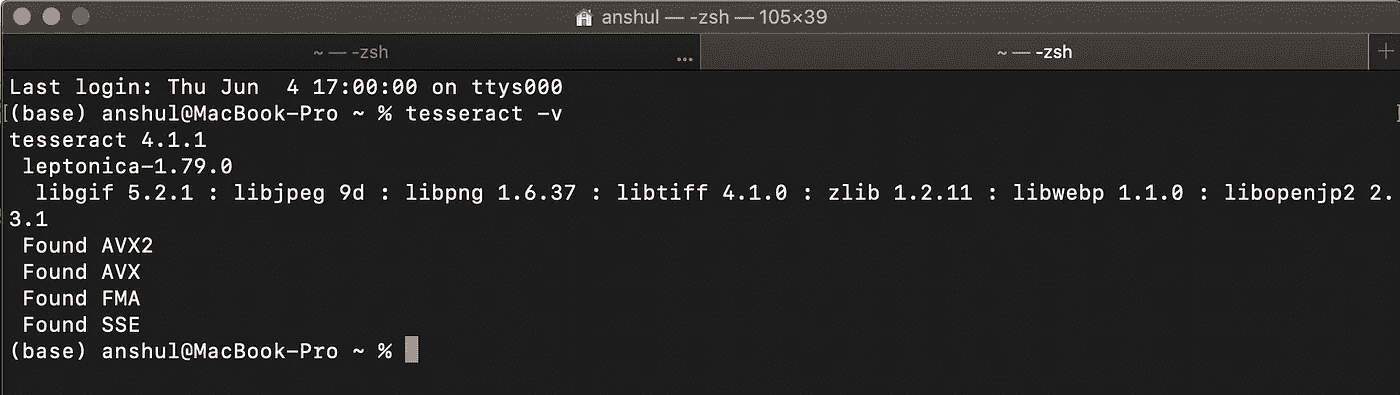 anshul — -zsh — 105×39
~ — -zsh ... ~ — -zsh +
Last login: Thu Jun  4 17:00:00 on ttys000
[(base) anshul@MacBook-Pro ~ % tesseract -v ]
tesseract 4.1.1
 leptonica-1.79.0
  libgif 5.2.1 : libjpeg 9d : libpng 1.6.37 : libtiff 4.1.0 : zlib 1.2.11 : libwebp 1.1.0 : libopenjp2 2.
3.1
 Found AVX2
 Found AVX
 Found FMA
 Found SSE
(base) anshul@MacBook-Pro ~ %